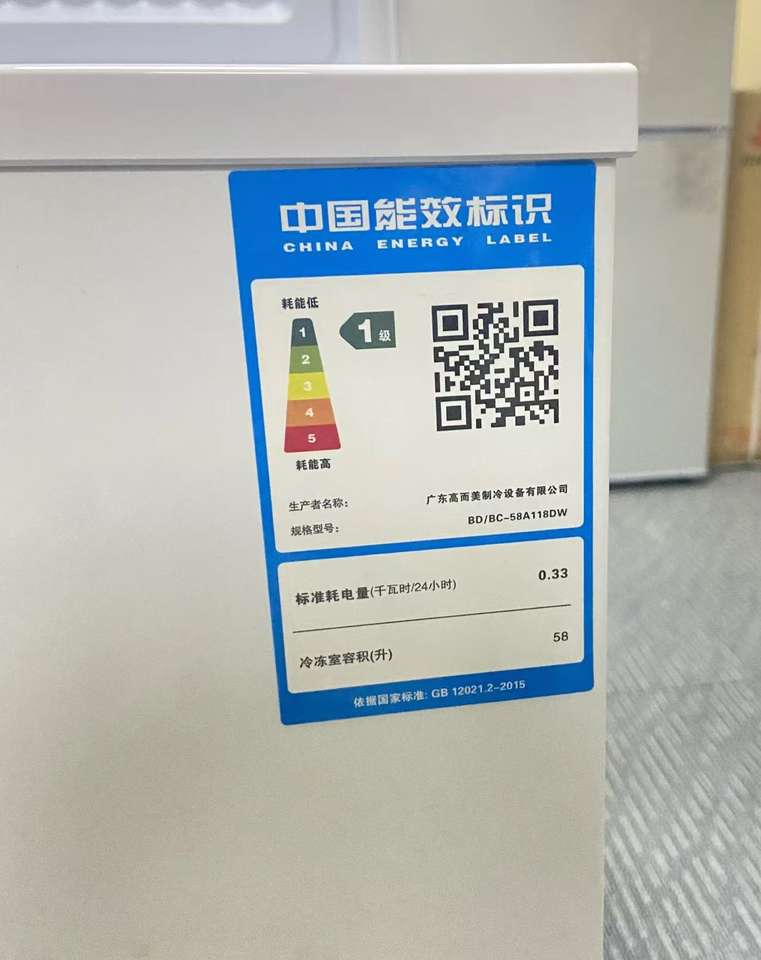 中国能效标识
CHINA ENERGY LABEL
耗能低
1
2
3
4
5
耗能高
1级
生产者名称: 广东高而美制冷设备有限公司
规格型号: BD/BC-58A118DW
标准耗电量(千瓦时/24小时) 0.33
冷冻室容积(升) 58
依据国家标准: GB 12021.2-2015